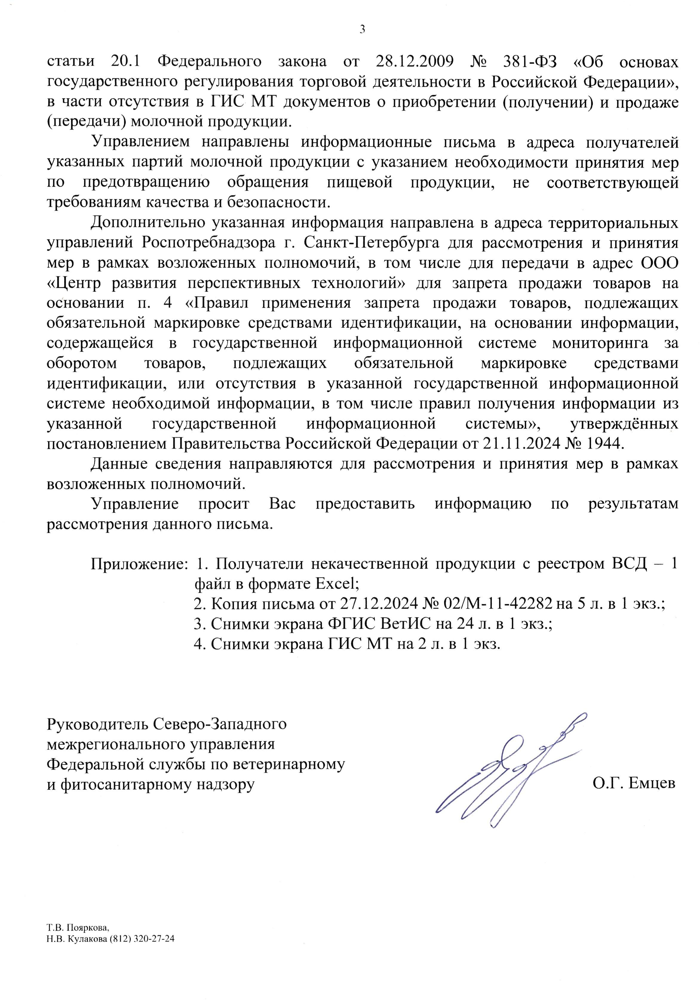 3
статьи 20.1 Федерального закона от 28.12.2009 № 381-ФЗ «Об основах
государственного регулирования торговой деятельности в Российской Федерации»,
в части отсутствия в ГИС МТ документов о приобретении (получении) и продаже
(передачи) молочной продукции.
Управлением направлены информационные письма в адреса получателей
указанных партий молочной продукции с указанием необходимости принятия мер
по предотвращению обращения пищевой продукции, не соответствующей
требованиям качества и безопасности.
Дополнительно указанная информация направлена в адреса территориальных
управлений Роспотребнадзора г. Санкт-Петербурга для рассмотрения и принятия
мер в рамках возложенных полномочий, в том числе для передачи в адрес ООО
«Центр развития перспективных технологий» для запрета продажи товаров на
основании п. 4 «Правил применения запрета продажи товаров, подлежащих
обязательной маркировке средствами идентификации, на основании информации,
содержащейся в государственной информационной системе мониторинга за
оборотом товаров, подлежащих обязательной маркировке средствами
идентификации, или отсутствия в указанной государственной информационной
системе необходимой информации, в том числе правил получения информации из
указанной государственной информационной системы», утверждённых
постановлением Правительства Российской Федерации от 21.11.2024 № 1944.
Данные сведения направляются для рассмотрения и принятия мер в рамках
возложенных полномочий.
Управление просит Вас предоставить информацию по результатам
рассмотрения данного письма.
Приложение: 1. Получатели некачественной продукции с реестром ВСД – 1
файл в формате Excel;
2. Копия письма от 27.12.2024 № 02/М-11-42282 на 5 л. в 1 экз.;
3. Снимки экрана ФГИС ВетИС на 24 л. в 1 экз.;
4. Снимки экрана ГИС МТ на 2 л. в 1 экз.
Руководитель Северо-Западного
межрегионального управления
Федеральной службы по ветеринарному
и фитосанитарному надзору
О.Г. Емцев
Т.В. Пояркова,
Н.В. Кулакова (812) 320-27-24